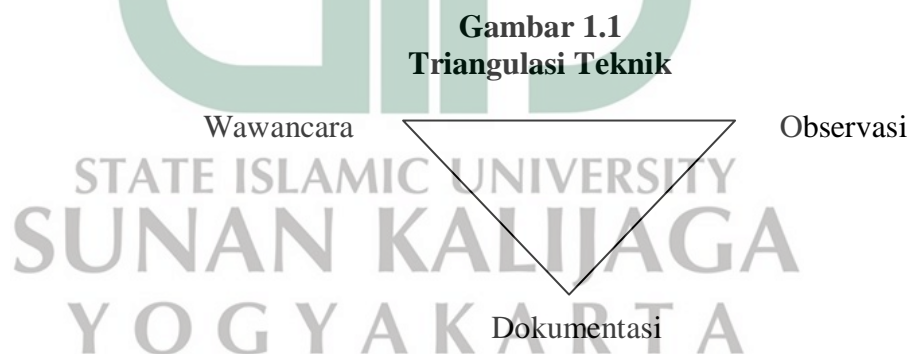 Gambar 1.1
Triangulasi Teknik
Wawancara Observasi
STATE ISLAMIC UNIVERSITY
SUNAN KALIJAGA
YOGYAKARTA
Dokumentasi